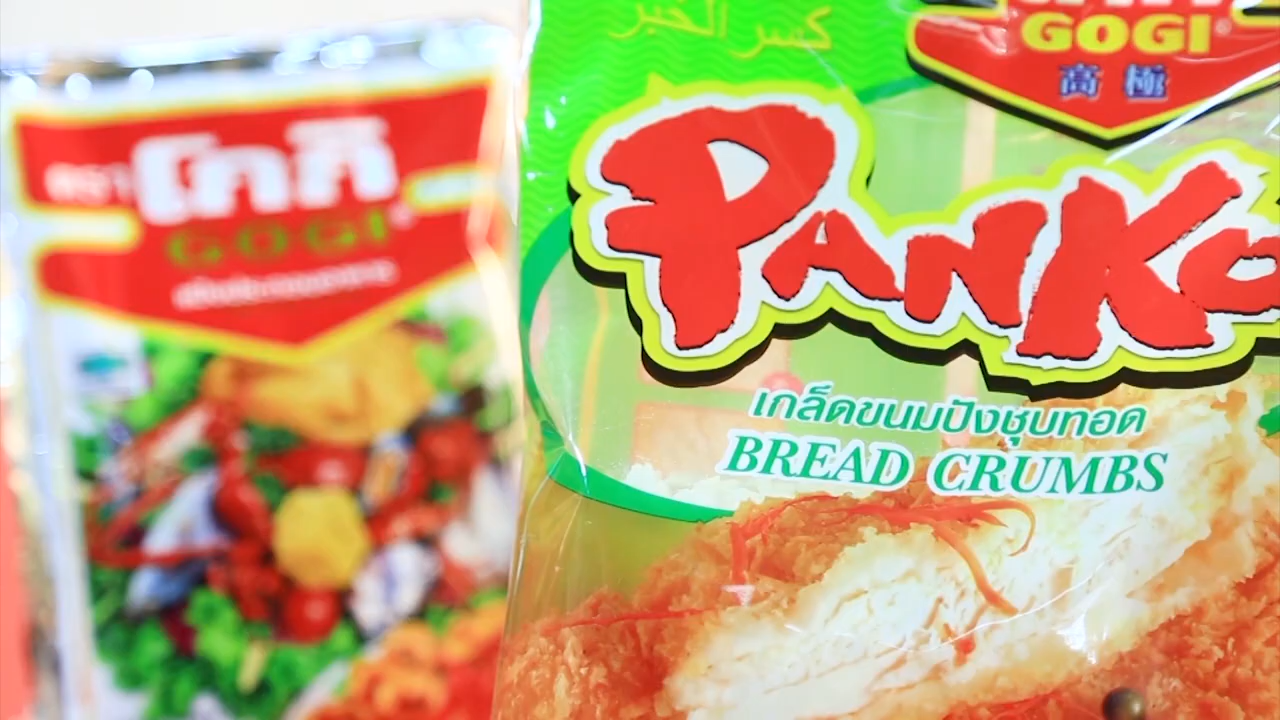 ตรา โกกิ
GOGI
كسر الخبز
GOGI
高極
PANKO
เกล็ดขนมปังชุบทอด
BREAD CRUMBS